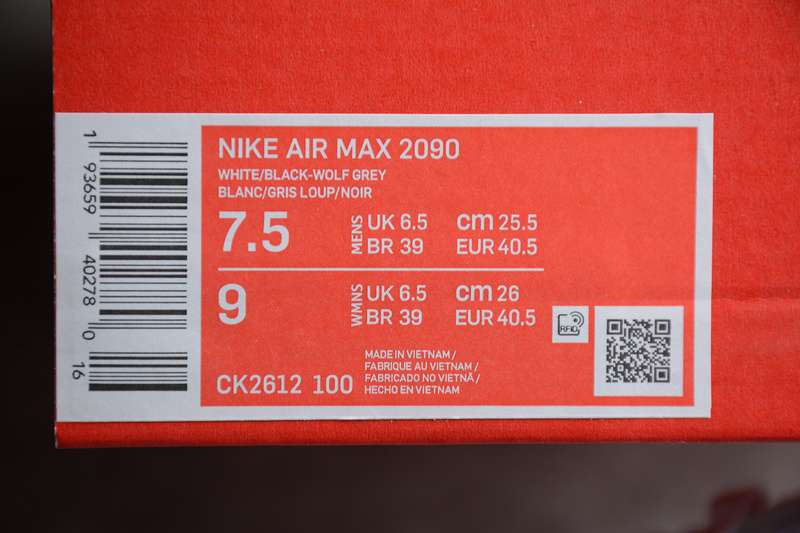 1 93659 40278 0 16
NIKE AIR MAX 2090
WHITE/BLACK-WOLF GREY
BLANC/GRIS LOUP/NOIR
7.5 MENS UK 6.5 cm 25.5
BR 39 EUR 40.5
9 WMNS UK 6.5 cm 26
BR 39 EUR 40.5
RFID
CK2612 100
MADE IN VIETNAM /
FABRIQUE AU VIETNAM /
FABRICADO NO VIETNÃ /
HECHO EN VIETNAM